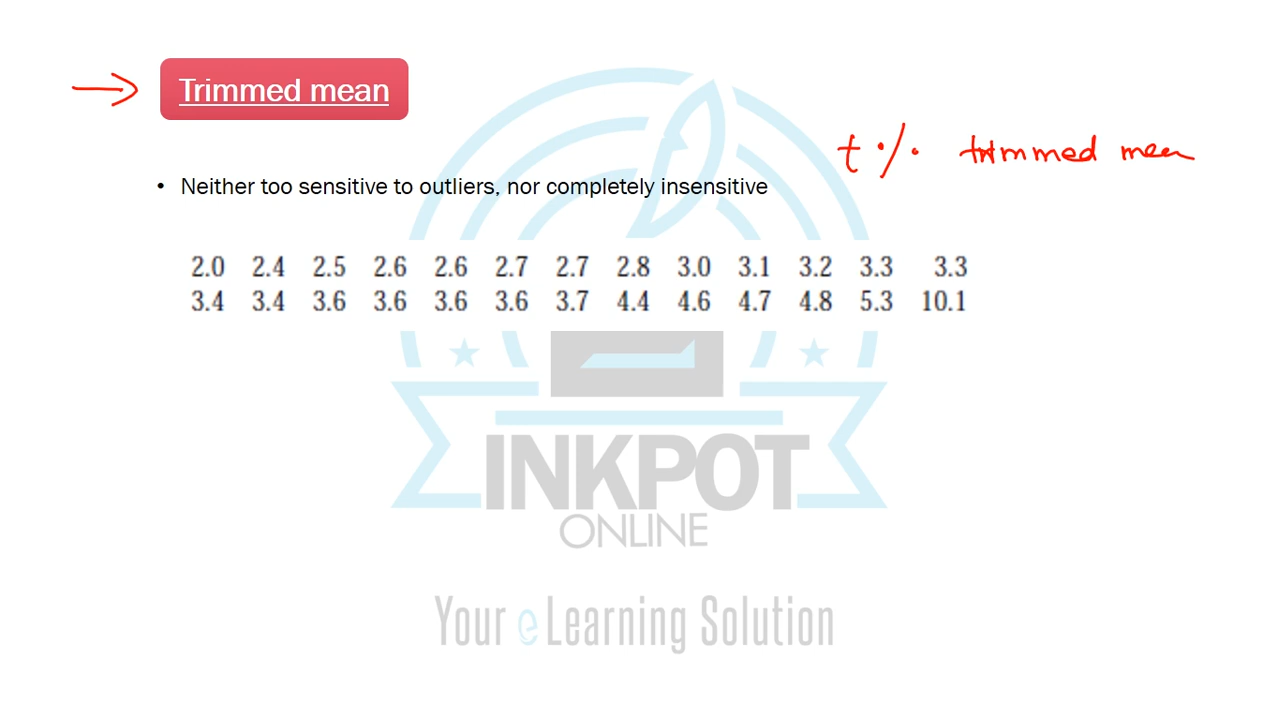 Trimmed mean
t % trimmed mean
• Neither too sensitive to outliers, nor completely insensitive
2.0 2.4 2.5 2.6 2.6 2.7 2.7 2.8 3.0 3.1 3.2 3.3 3.3
3.4 3.4 3.6 3.6 3.6 3.6 3.7 4.4 4.6 4.7 4.8 5.3 10.1
INKPOT
ONLINE
Your eLearning Solution